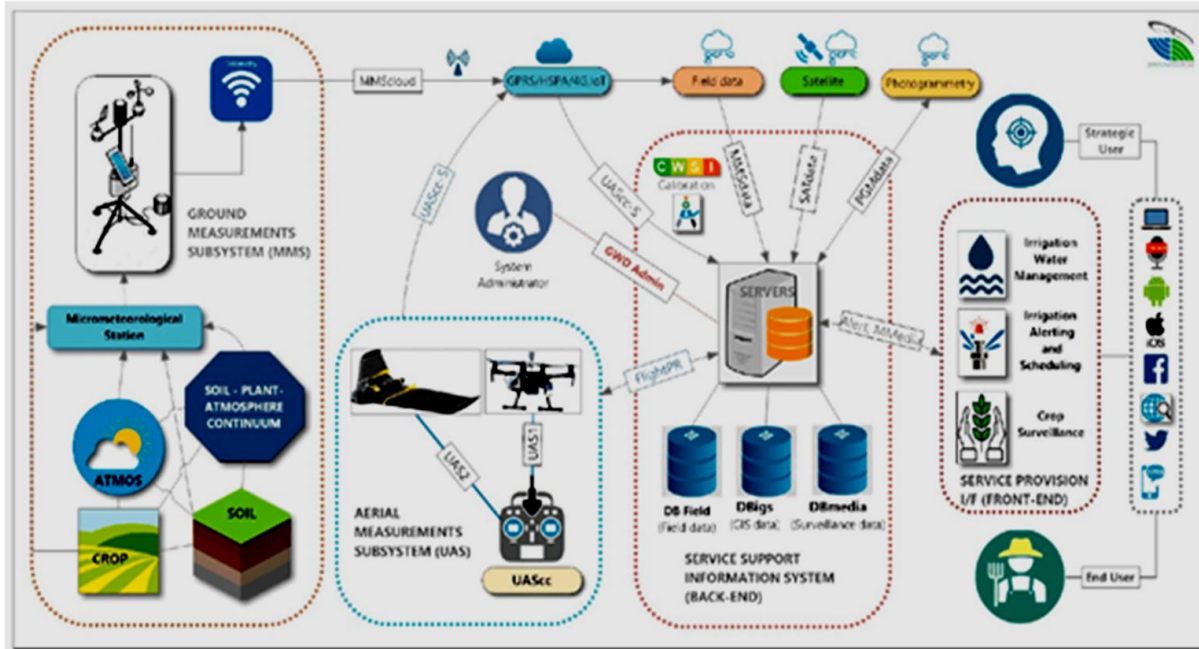 MMScloud
GPRS/HSPA/4G,IoT
Field data
Satellite
Photogrammetry
Strategic
User
GROUND
MEASUREMENTS
SUBSYSTEM (MMS)
UAScc-S
UAScc-S
C W S I
Calibration
MMSdata
SATdata
PGMdata
System
Administrator
GWD Admin
SERVERS
Alert, MMedia
Irrigation
Water
Management
Irrigation
Alerting
and
Scheduling
Crop
Surveillance
SERVICE PROVISION
I/F (FRONT-END)
iOS
Micrometeorological
Station
SOIL - PLANT-
ATMOSPHERE
CONTINUUM
ATMOS
CROP
SOIL
FlightPR
UAS2
UAS1
AERIAL
MEASUREMENTS
SUBSYSTEM (UAS)
UAScc
DB Field
(Field data)
DBigs
(GIS data)
DBmedia
(Surveillance data)
SERVICE SUPPORT
INFORMATION SYSTEM
(BACK-END)
End User